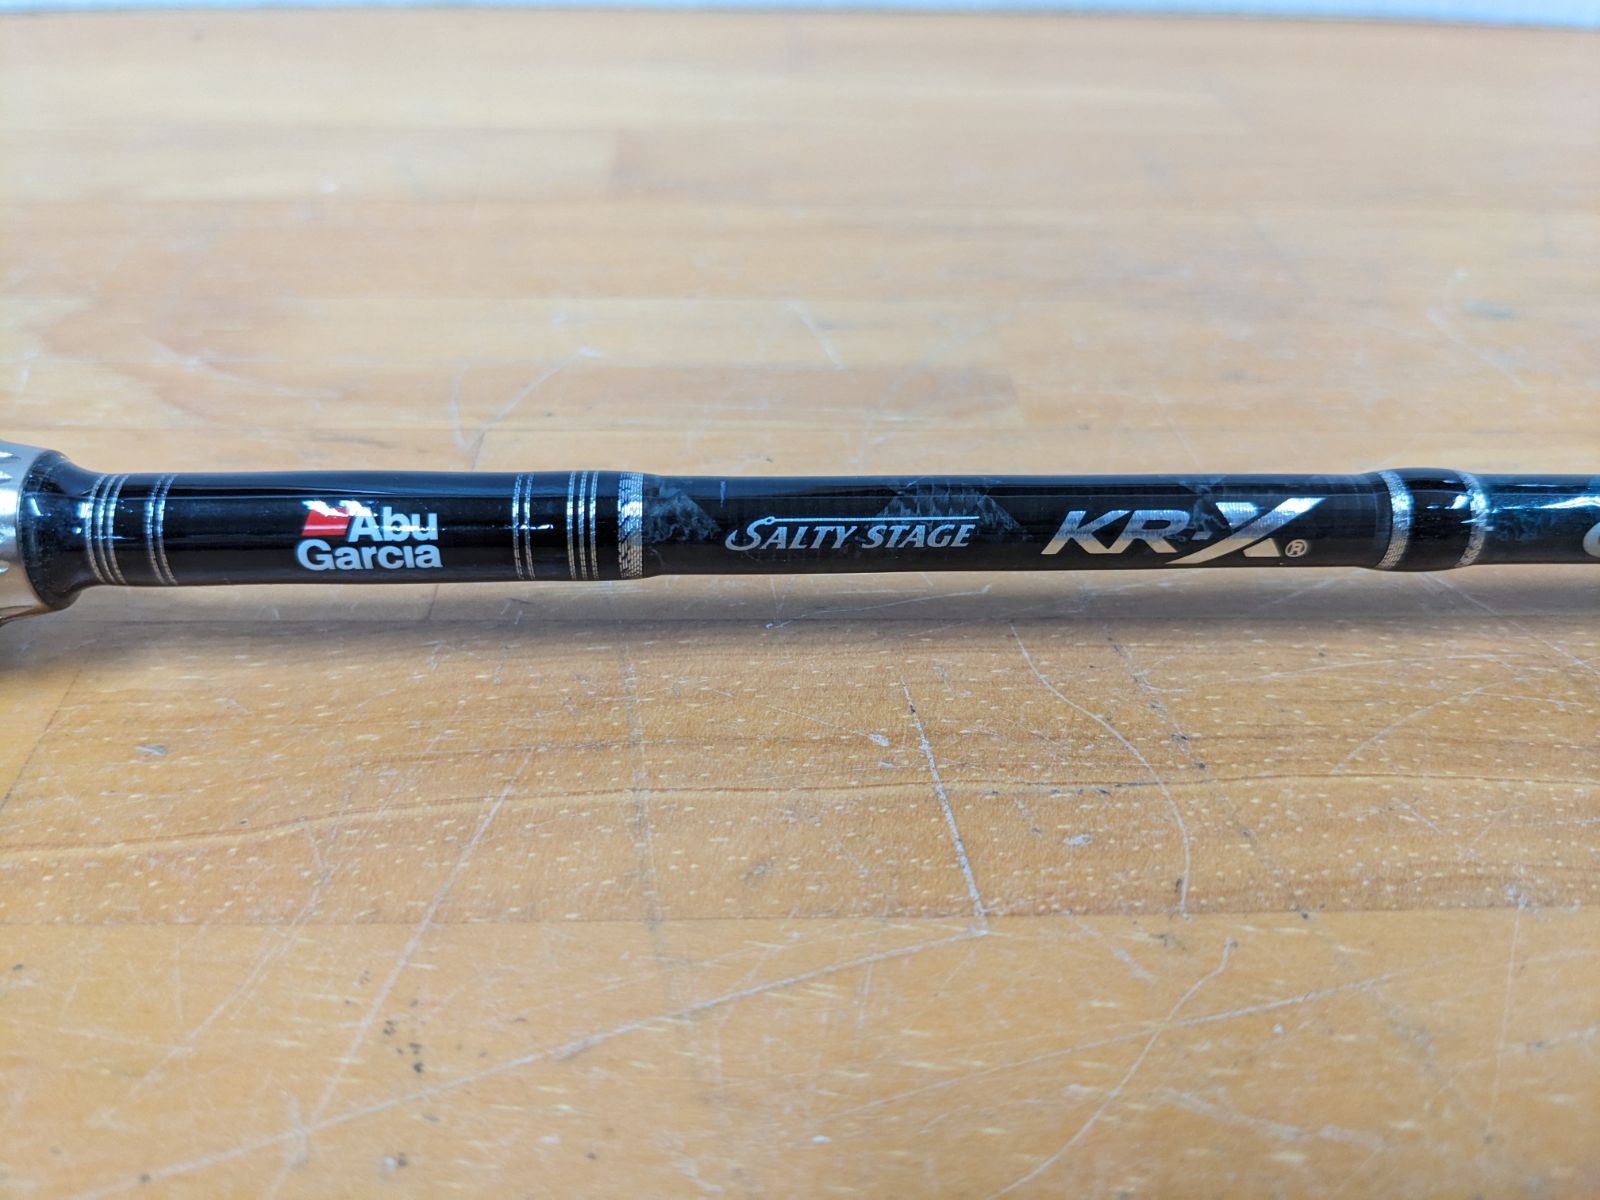 Abu
Garcia
SALTY STAGE
KR-X®